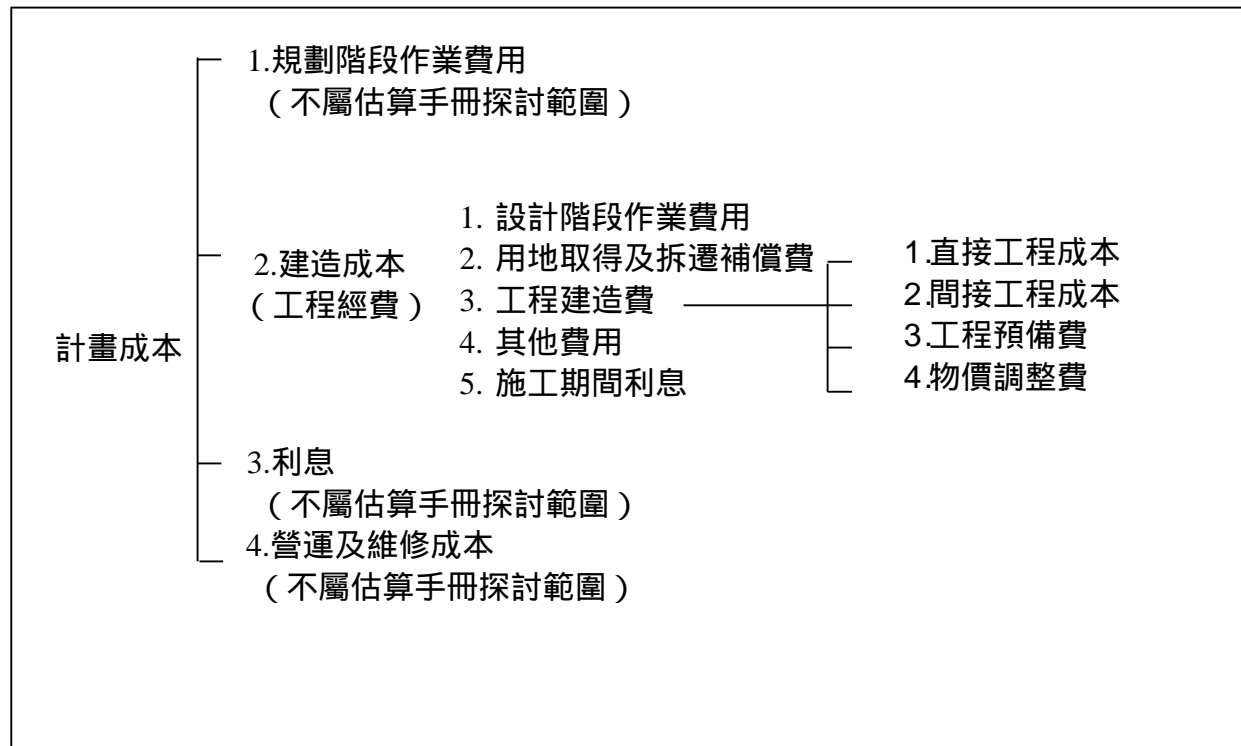 1.規劃階段作業費用
（不屬估算手冊探討範圍）
計畫成本
2.建造成本
（工程經費）
1. 設計階段作業費用
2. 用地取得及拆遷補償費
3. 工程建造費
4. 其他費用
5. 施工期間利息
1.直接工程成本
2.間接工程成本
3.工程預備費
4.物價調整費
3.利息
（不屬估算手冊探討範圍）
4.營運及維修成本
（不屬估算手冊探討範圍）